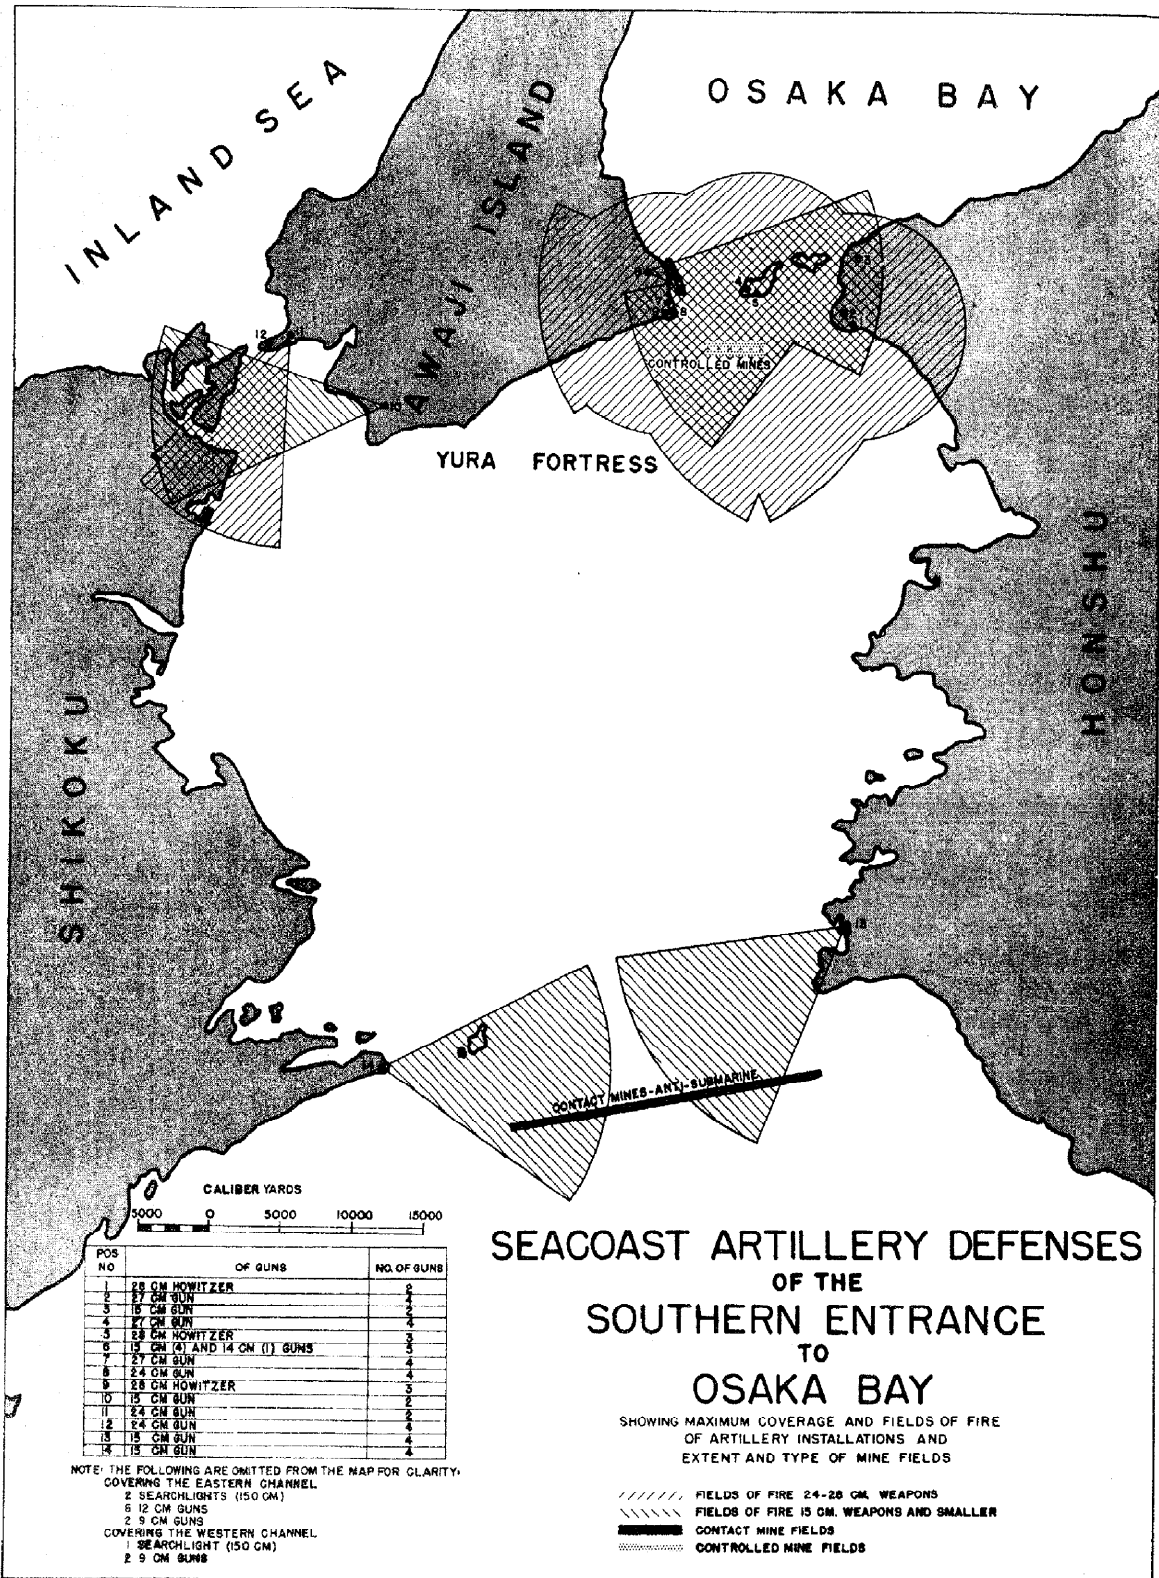 INLAND SEA
AWAJI ISLAND
OSAKA BAY
12
11
10
4
5
3
2
8
CONTROLLED MINES
YURA FORTRESS
SHIKOKU
HONSHU
13
14
CONTACT MINES-ANTI-SUBMARINE
CALIBER YARDS
5000 0 5000 10000 15000
POS NO OF GUNS NO. OF GUNS
1 28 CM HOWITZER
2 27 CM GUN 4
3 15 CM GUN 2
4 27 CM GUN 4
5 28 CM HOWITZER 3
6 15 CM (4) AND 14 CM (1) GUNS 5
7 27 CM GUN 4
8 24 CM GUN 4
9 28 CM HOWITZER 3
10 15 CM GUN 2
11 24 CM GUN 2
12 24 CM GUN 4
13 15 CM GUN 4
14 15 CM GUN 4
NOTE: THE FOLLOWING ARE OMITTED FROM THE MAP FOR CLARITY:
COVERING THE EASTERN CHANNEL
2 SEARCHLIGHTS (150 CM)
6 12 CM GUNS
2 9 CM GUNS
COVERING THE WESTERN CHANNEL
1 SEARCHLIGHT (150 CM)
2 9 CM GUNS
SEACOAST ARTILLERY DEFENSES
OF THE
SOUTHERN ENTRANCE
TO
OSAKA BAY
SHOWING MAXIMUM COVERAGE AND FIELDS OF FIRE
OF ARTILLERY INSTALLATIONS AND
EXTENT AND TYPE OF MINE FIELDS
FIELDS OF FIRE 24-28 CM. WEAPONS
FIELDS OF FIRE 15 CM. WEAPONS AND SMALLER
CONTACT MINE FIELDS
CONTROLLED MINE FIELDS